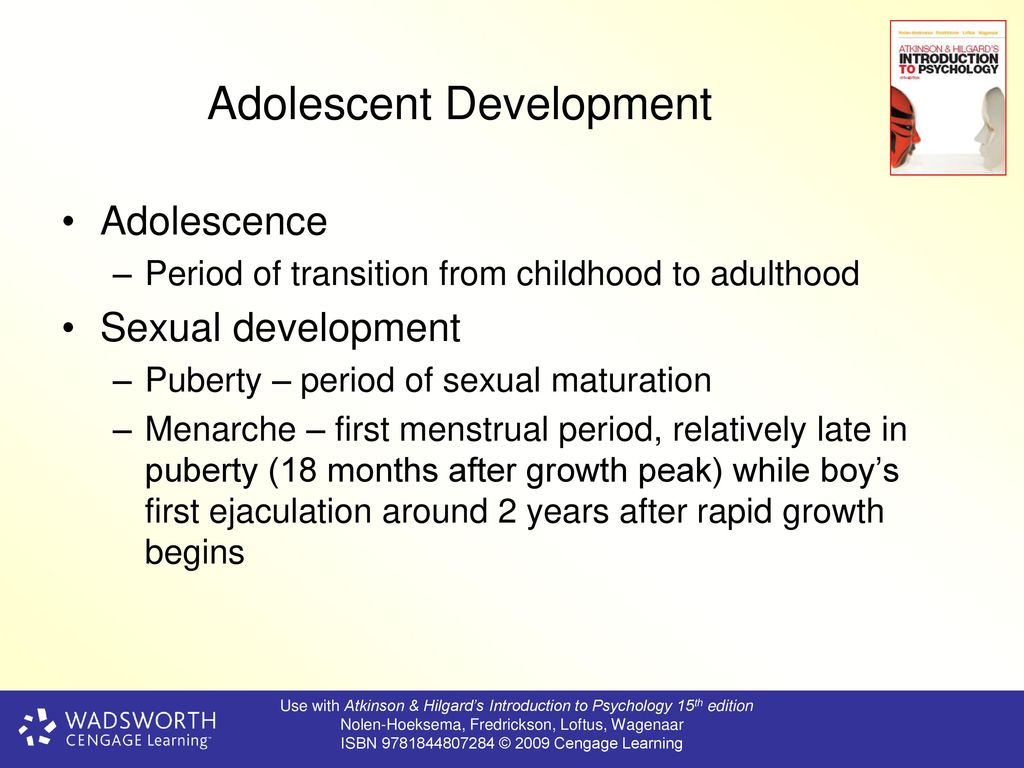 Nolen-Hoeksema Fredrickson Loftus Wagenaar
ATKINSON & HILGARD'S
INTRODUCTION
TO PSYCHOLOGY
Adolescent Development
• Adolescence
– Period of transition from childhood to adulthood
• Sexual development
– Puberty – period of sexual maturation
– Menarche – first menstrual period, relatively late in
puberty (18 months after growth peak) while boy’s
first ejaculation around 2 years after rapid growth
begins
WADSWORTH
CENGAGE Learning™
Use with Atkinson & Hilgard’s Introduction to Psychology 15th edition
Nolen-Hoeksema, Fredrickson, Loftus, Wagenaar
ISBN 9781844807284 © 2009 Cengage Learning